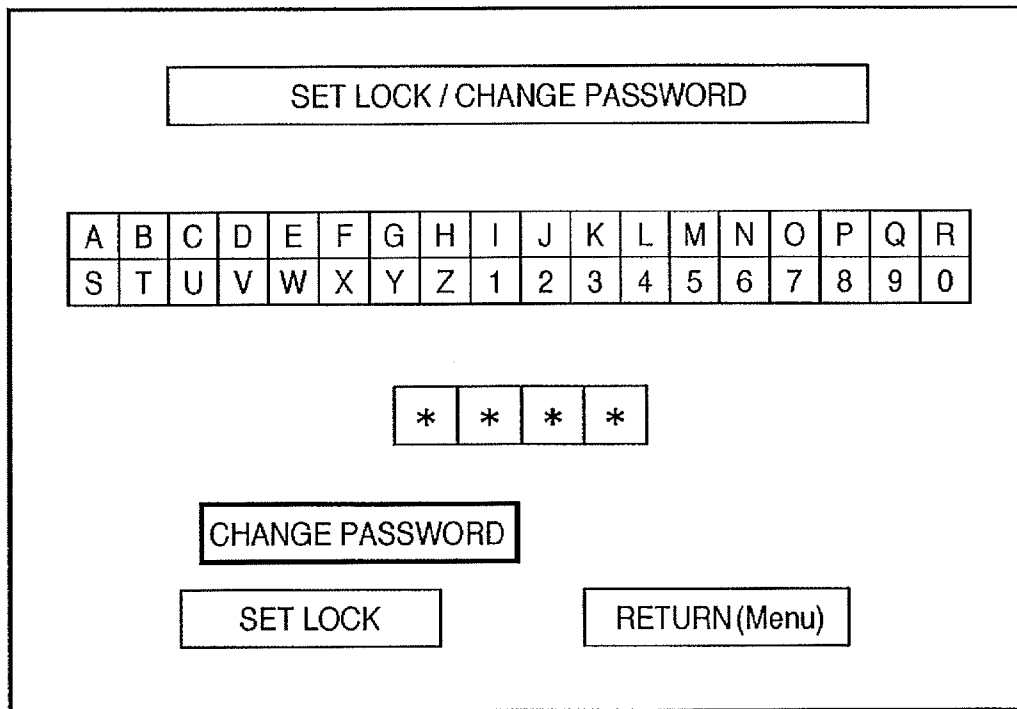 SET LOCK / CHANGE PASSWORD
A B C D E F G H I J K L M N O P Q R
S T U V W X Y Z 1 2 3 4 5 6 7 8 9 0
* * * *
CHANGE PASSWORD
SET LOCK RETURN (Menu)